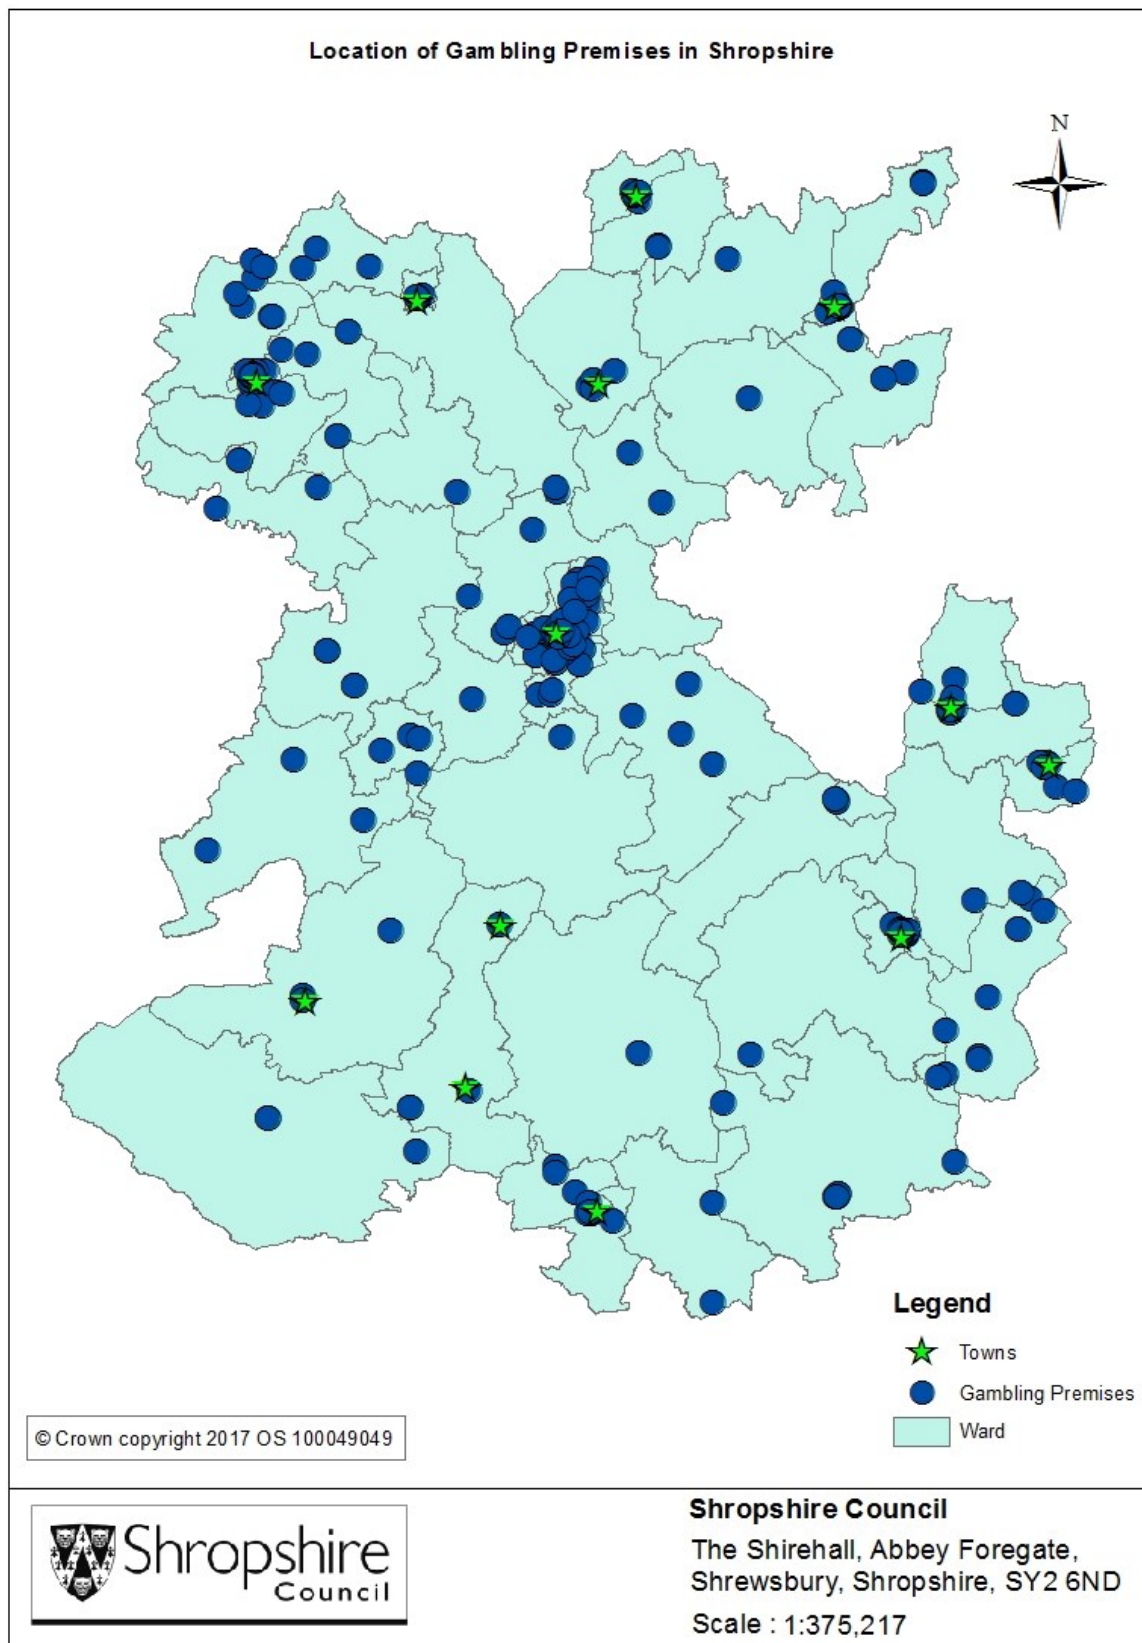 Location of Gambling Premises in Shropshire
N
Legend
Towns
Gambling Premises
Ward
© Crown copyright 2017 OS 100049049
Shropshire
Council
Shropshire Council
The Shirehall, Abbey Foregate,
Shrewsbury, Shropshire, SY2 6ND
Scale : 1:375,217